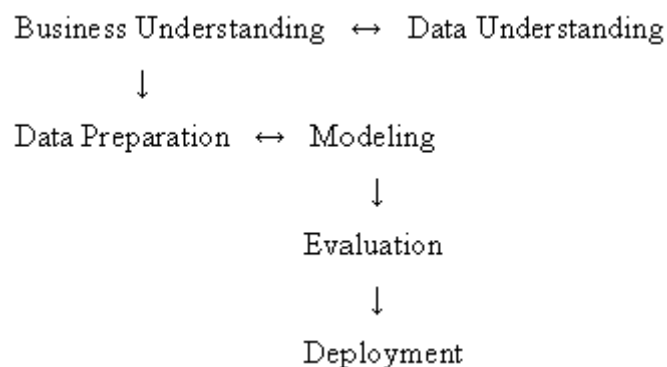 Business Understanding ↔ Data Understanding
↓
Data Preparation ↔ Modeling
↓
Evaluation
↓
Deployment